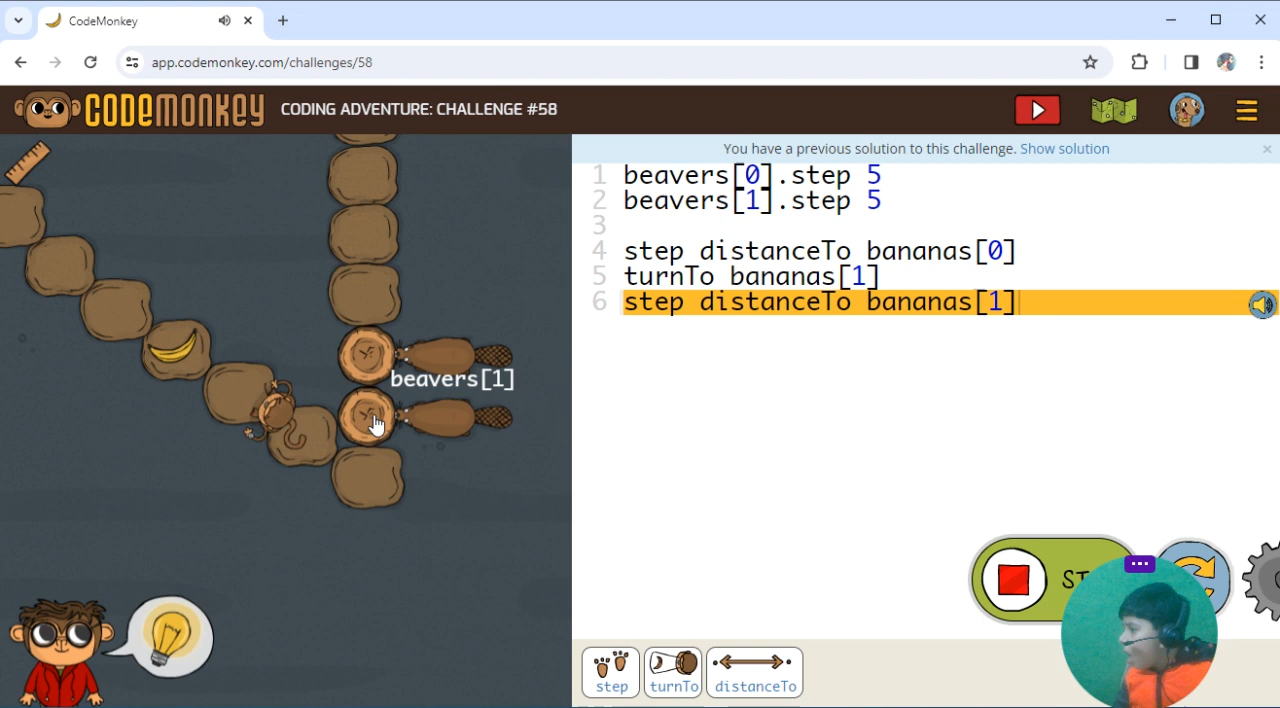 CodeMonkey
app.codemonkey.com/challenges/58
CODEMONKEY
CODING ADVENTURE: CHALLENGE #58
You have a previous solution to this challenge. Show solution
1 beavers[0].step 5
2 beavers[1].step 5
3
4 step distanceTo bananas[0]
5 turnTo bananas[1]
6 step distanceTo bananas[1]
beavers[1]
step
turnTo
distanceTo